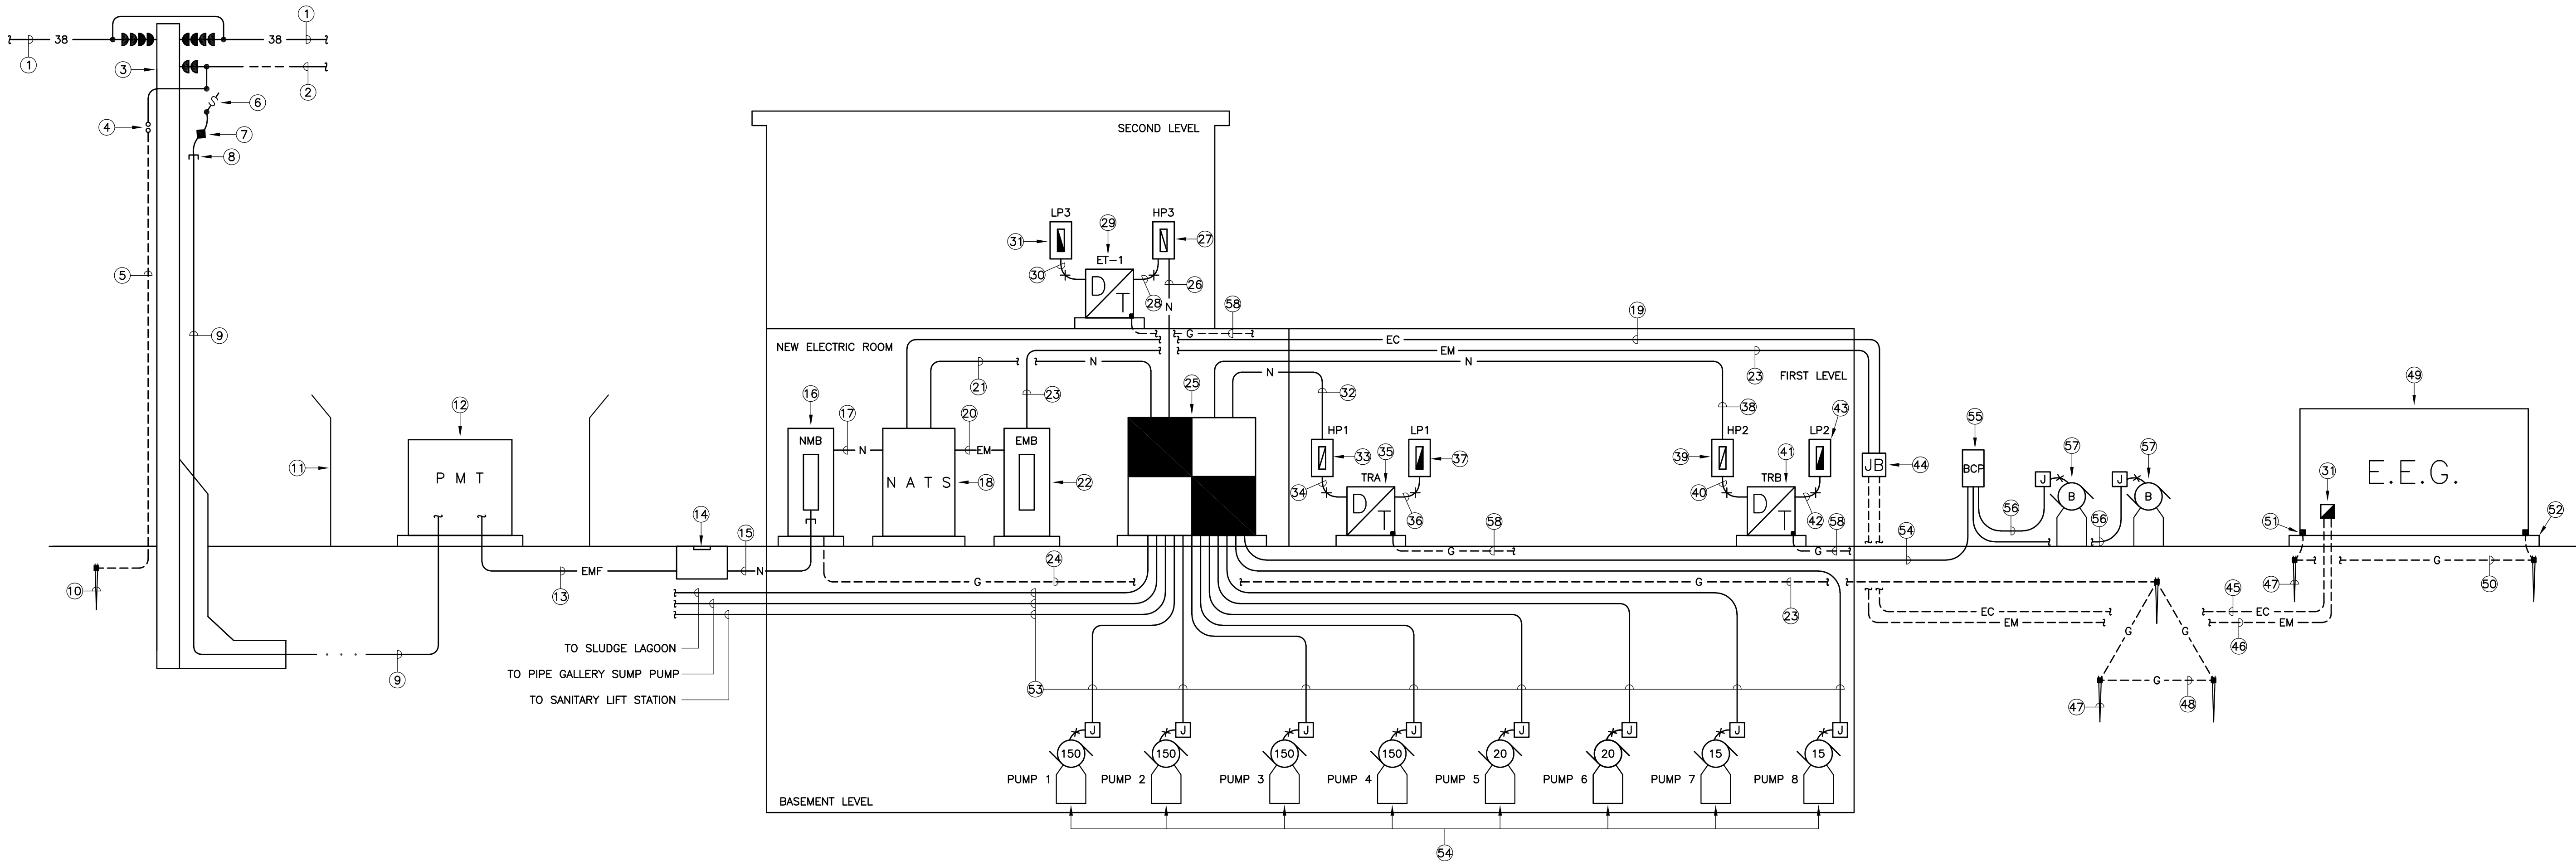 1
38
38
1
3
2
6
4
7
8
SECOND LEVEL
LP3
HP3
29
31
27
ET-1
30
D
T
28
26
N
5
58
G
19
9
NEW ELECTRIC ROOM
EC
EM
N
N
21
23
23
FIRST LEVEL
N
25
32
38
43
49
12
16
17
20
55
HP1
LP1
HP2
LP2
11
PMT
NMB
N
EM
EMB
33
35
37
39
41
JB
44
BCP
57
57
31
E.E.G.
NATS
18
22
34
TRA
D
T
36
40
TRB
D
T
42
J
B
J
B
14
15
58
58
54
56
56
51
52
G
G
10
EMF
13
N
24
G
G
23
47
G
50
53
45
EC
EM
EC
EM
46
G
G
9
TO SLUDGE LAGOON
TO PIPE GALLERY SUMP PUMP
TO SANITARY LIFT STATION
53
47
G
48
J
J
J
J
J
J
J
J
150
150
150
150
20
20
15
15
PUMP 1
PUMP 2
PUMP 3
PUMP 4
PUMP 5
PUMP 6
PUMP 7
PUMP 8
BASEMENT LEVEL
54